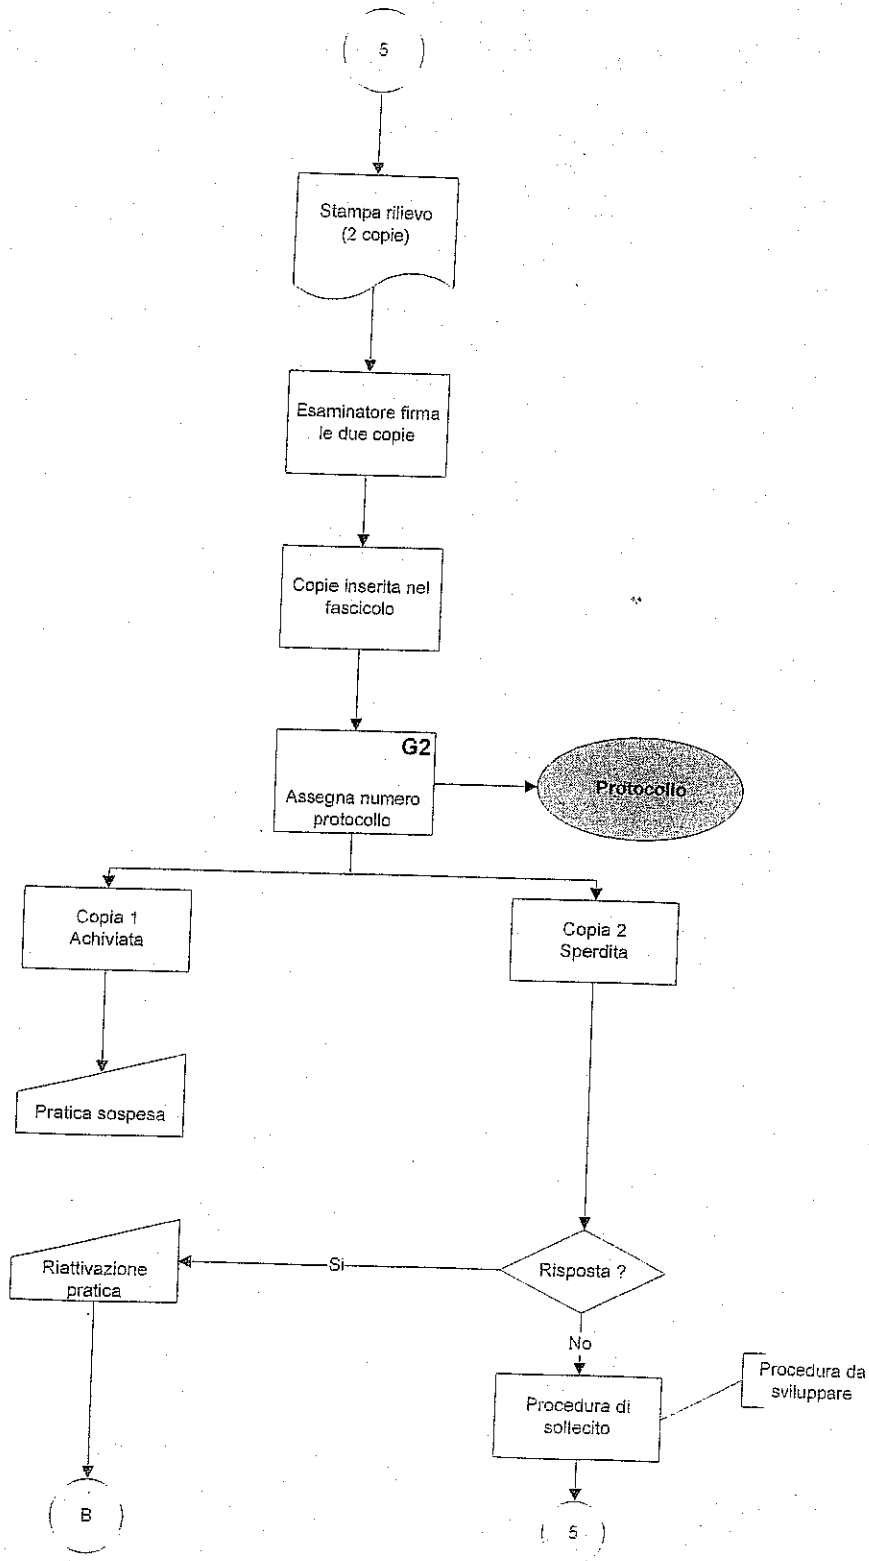 5
Stampa rilievo
(2 copie)
Esaminatore firma
le due copie
Copie inserita nel
fascicolo
G2
Assegna numero
protocollo
Protocollo
Copia 1
Achiviata
Copia 2
Sperdita
Pratica sospesa
Riattivazione
pratica
Si
Risposta ?
No
Procedura di
sollecito
Procedura da
sviluppare
B
5